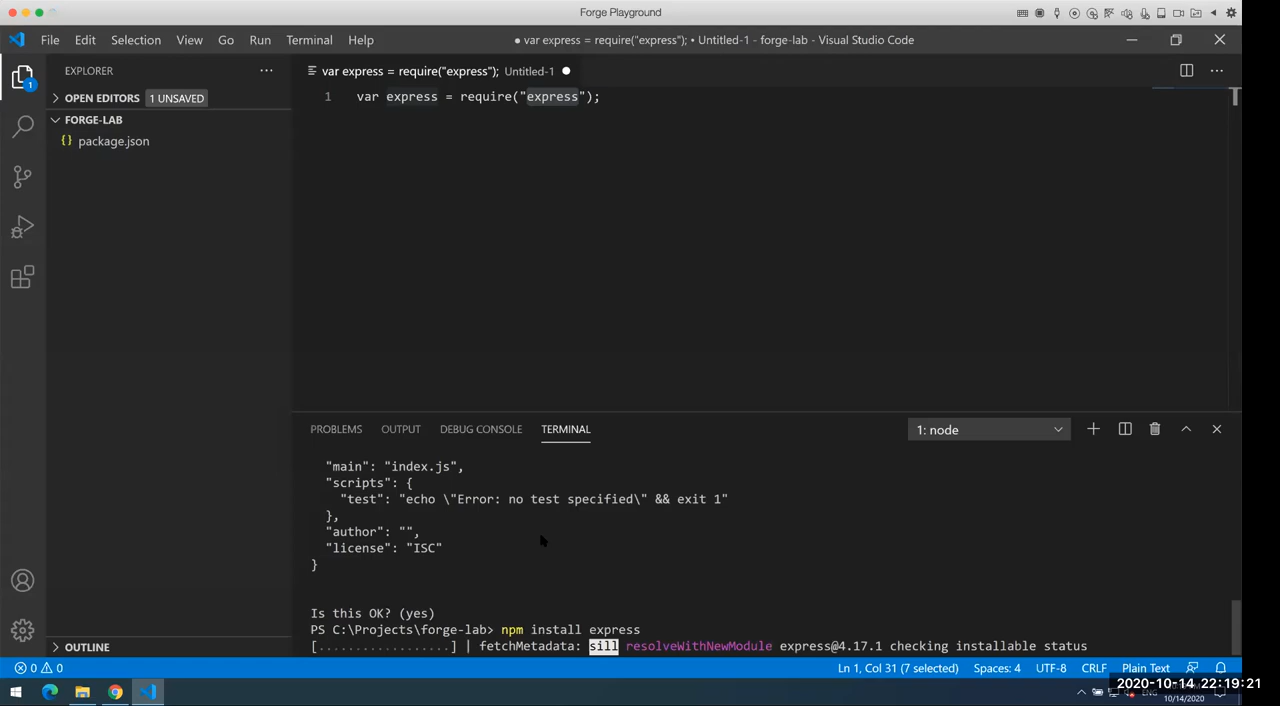 Forge Playground
File Edit Selection View Go Run Terminal Help
● var express = require("express"); • Untitled-1 - forge-lab - Visual Studio Code
EXPLORER
var express = require("express"); Untitled-1
OPEN EDITORS 1 UNSAVED
1 var express = require("express");
FORGE-LAB
{} package.json
1
PROBLEMS OUTPUT DEBUG CONSOLE TERMINAL
1: node
"main": "index.js",
"scripts": {
"test": "echo \"Error: no test specified\" && exit 1"
},
"author": "",
"license": "ISC"
}
Is this OK? (yes)
PS C:\Projects\forge-lab> npm install express
[..................] | fetchMetadata: sill resolveWithNewModule express@4.17.1 checking installable status
OUTLINE
0 0
Ln 1, Col 31 (7 selected) Spaces: 4 UTF-8 CRLF Plain Text
2020-10-14 22:19:21
ENG
10/14/2020